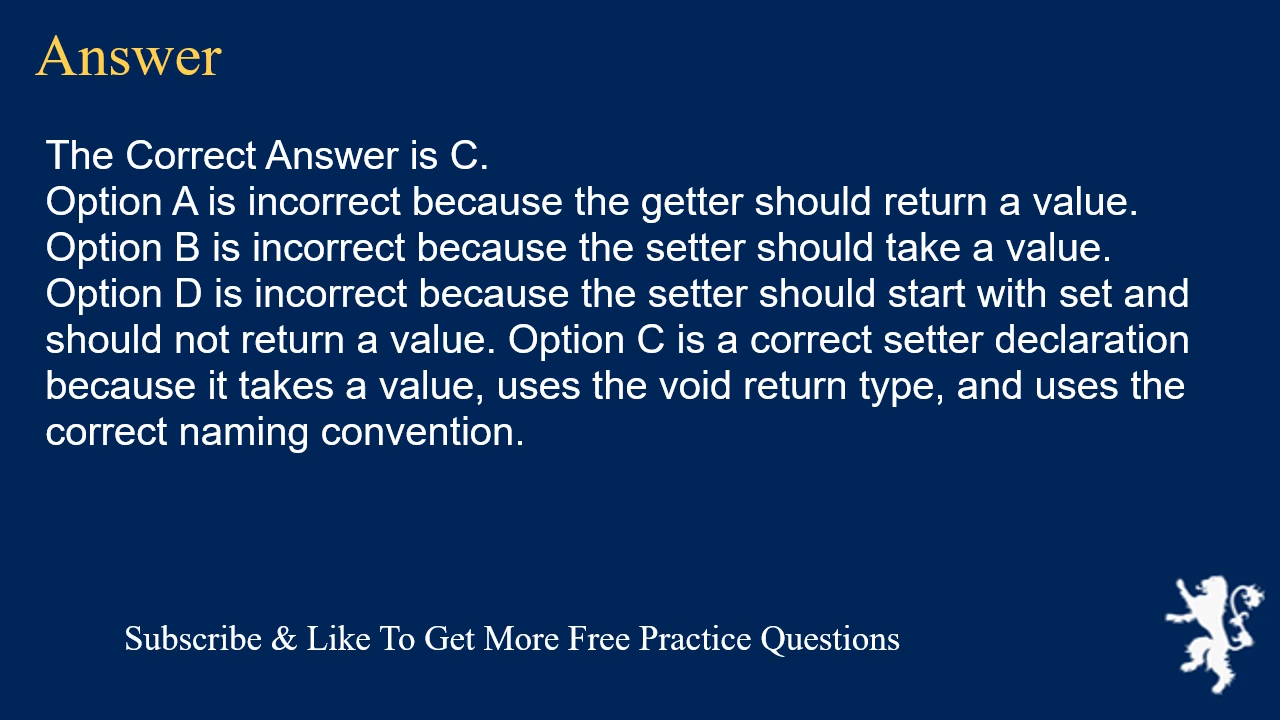 Answer
The Correct Answer is C.
Option A is incorrect because the getter should return a value.
Option B is incorrect because the setter should take a value.
Option D is incorrect because the setter should start with set and
should not return a value. Option C is a correct setter declaration
because it takes a value, uses the void return type, and uses the
correct naming convention.
Subscribe & Like To Get More Free Practice Questions